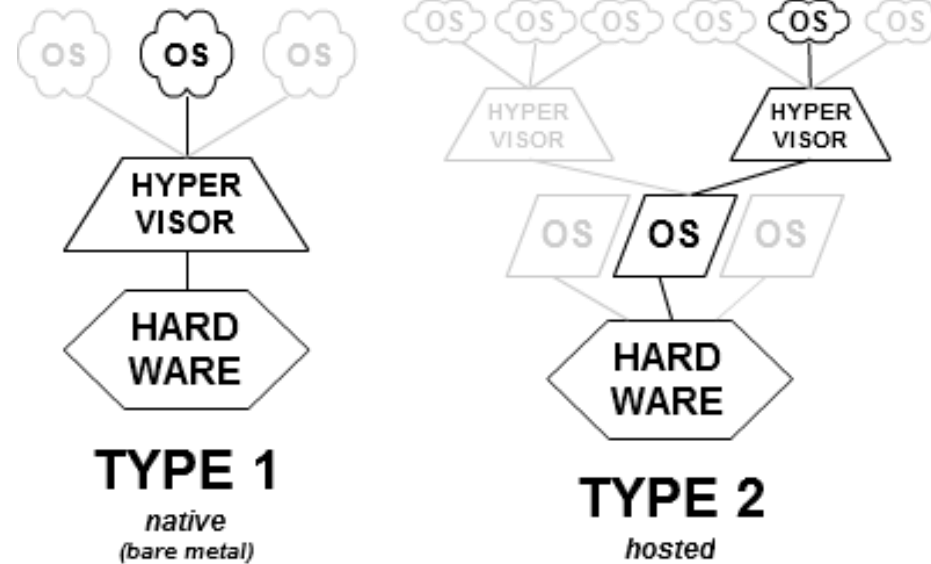 OS OS OS
HYPER
VISOR
HARD
WARE
TYPE 1
native
(bare metal)
OS OS OS OS OS OS
HYPER
VISOR
HYPER
VISOR
OS OS OS
HARD
WARE
TYPE 2
hosted